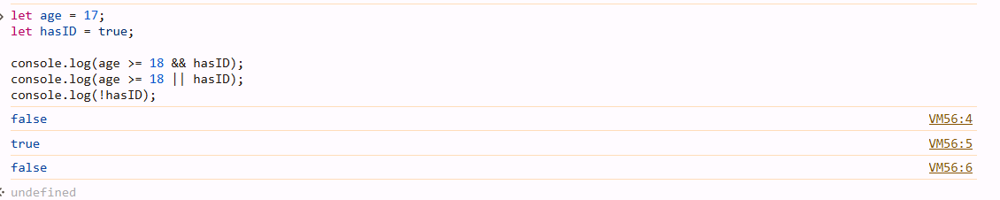 let age = 17;
let hasID = true;

console.log(age >= 18 && hasID);
console.log(age >= 18 || hasID);
console.log(!hasID);
false VM56:4
true VM56:5
false VM56:6
undefined